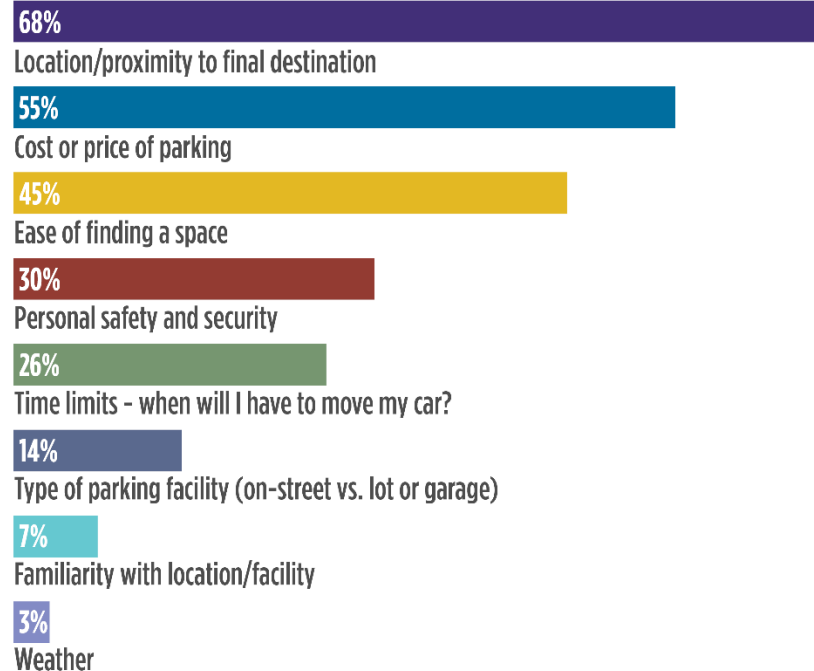 68%
Location/proximity to final destination
55%
Cost or price of parking
45%
Ease of finding a space
30%
Personal safety and security
26%
Time limits - when will I have to move my car?
14%
Type of parking facility (on-street vs. lot or garage)
7%
Familiarity with location/facility
3%
Weather